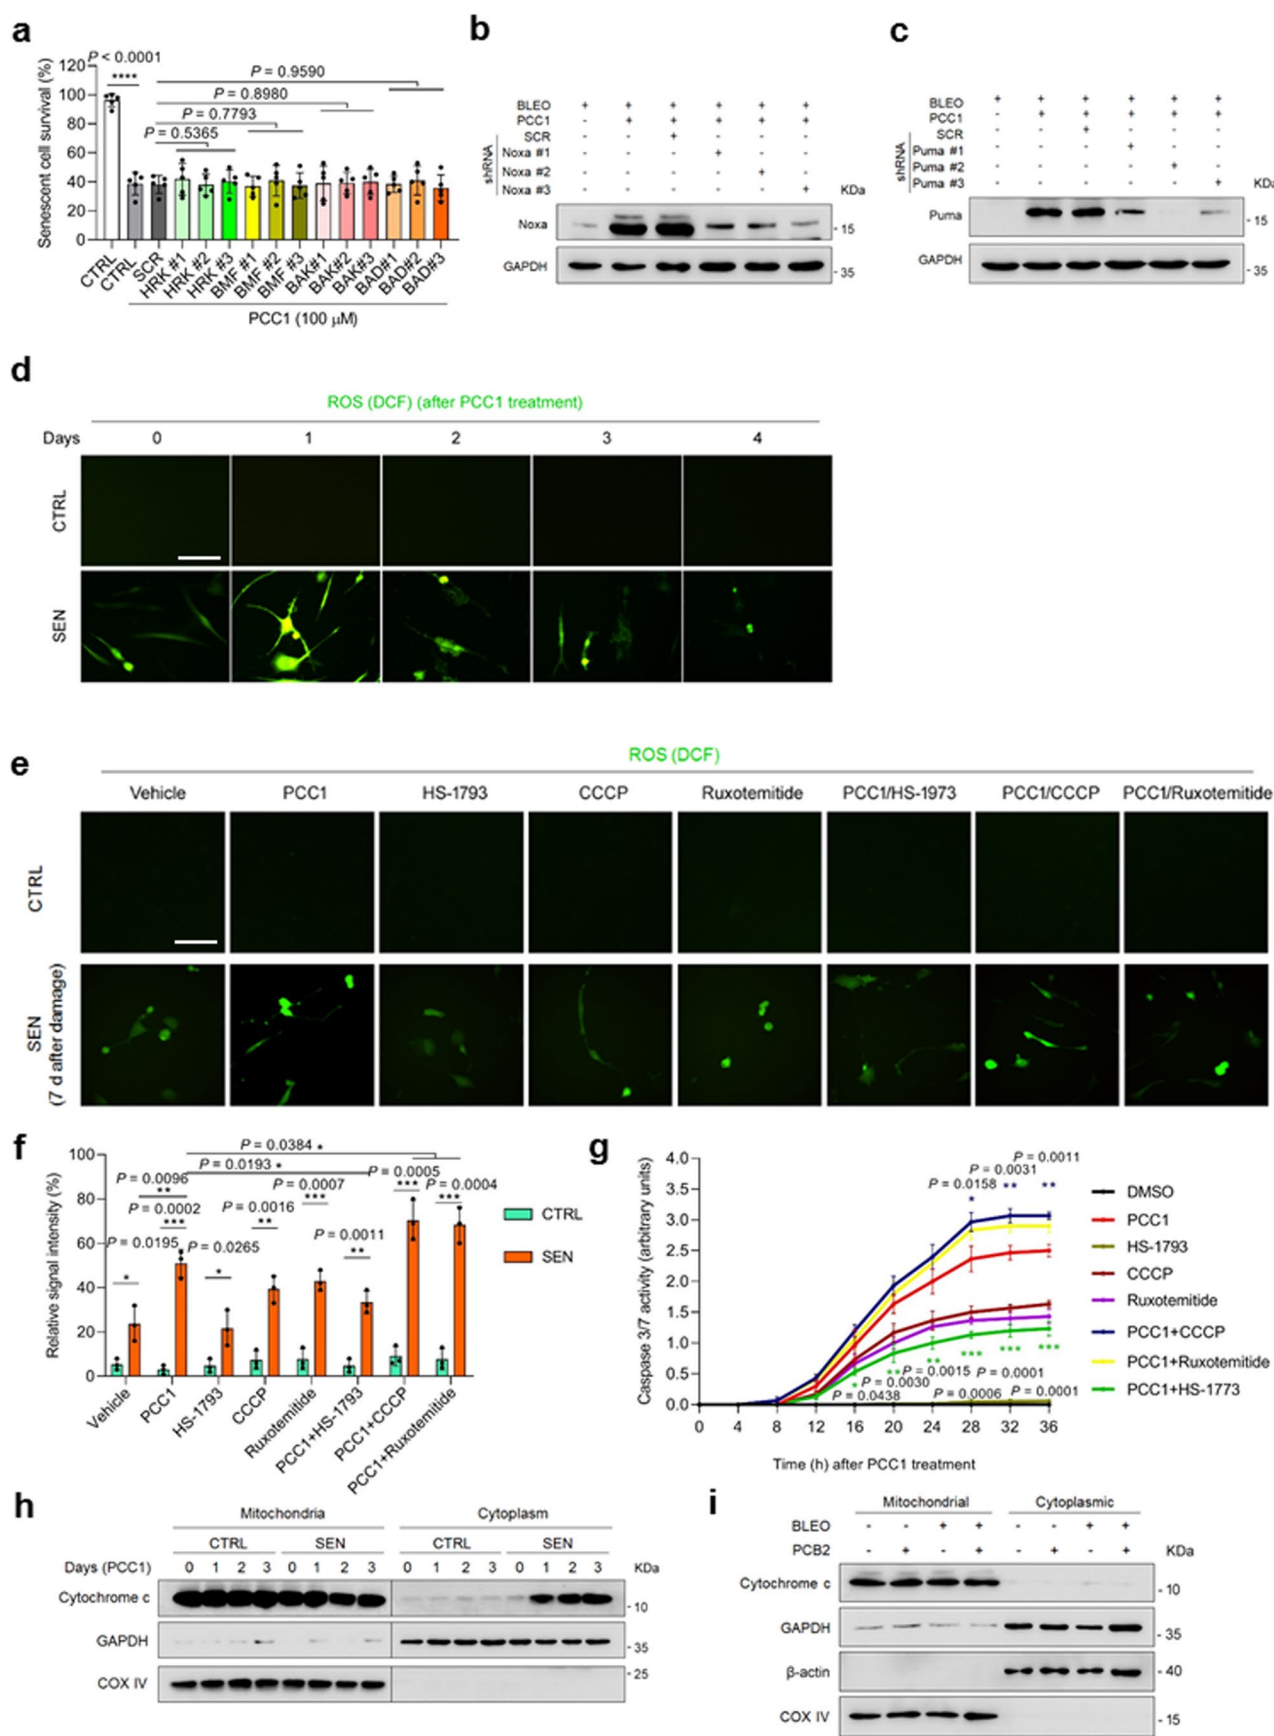 a
P < 0.0001
****
P = 0.9590
P = 0.8980
P = 0.7793
P = 0.5365
Senescent cell survival (%)
120
100
80
60
40
20
0
CTRL
CTRL
SCR
HRK #1
HRK #2
HRK #3
BMF #1
BMF #2
BMF #3
BAK#1
BAK#2
BAK#3
BAD#1
BAD#2
BAD#3
PCC1 (100 μM)
b
BLEO + + + + + +
PCC1 - + + + + +
SCR - - + - - -
shRNA
Noxa #1 - - - + - -
Noxa #2 - - - - + -
Noxa #3 - - - - - +
KDa
Noxa
- 15
GAPDH
- 35
c
BLEO + + + + + +
PCC1 - + + + + +
SCR - - + - - -
shRNA
Puma #1 - - - + - -
Puma #2 - - - - + -
Puma #3 - - - - - +
KDa
Puma
- 15
GAPDH
- 35
d
ROS (DCF) (after PCC1 treatment)
Days 0 1 2 3 4
CTRL
SEN
e
ROS (DCF)
Vehicle PCC1 HS-1793 CCCP Ruxotemitide PCC1/HS-1973 PCC1/CCCP PCC1/Ruxotemitide
CTRL
SEN
(7 d after damage)
f
P = 0.0384 *
P = 0.0193 *
P = 0.0096
**
P = 0.0002
***
P = 0.0195
*
P = 0.0265
*
P = 0.0016
**
P = 0.0007
***
P = 0.0011
**
P = 0.0005
***
P = 0.0004
***
Relative signal intensity (%)
100
80
60
40
20
0
Vehicle
PCC1
HS-1793
CCCP
Ruxotemitide
PCC1+HS-1793
PCC1+CCCP
PCC1+Ruxotemitide
CTRL
SEN
g
Caspase 3/7 activity (arbitrary units)
4.0
3.5
3.0
2.5
2.0
1.5
1.0
0.5
0.0
P = 0.0011
P = 0.0031
P = 0.0158
* ** **
* ** ** *** *** ***
P = 0.0438
P = 0.0030
P = 0.0015
P = 0.0006
P = 0.0001
P = 0.0001
0 4 8 12 16 20 24 28 32 36
Time (h) after PCC1 treatment
DMSO
PCC1
HS-1793
CCCP
Ruxotemitide
PCC1+CCCP
PCC1+Ruxotemitide
PCC1+HS-1773
h
Mitochondria Cytoplasm
CTRL SEN CTRL SEN
Days (PCC1) 0 1 2 3 0 1 2 3 0 1 2 3 0 1 2 3 KDa
Cytochrome c
- 10
GAPDH
- 35
COX IV
- 25
i
Mitochondrial Cytoplasmic
BLEO - - + + - - + +
PCB2 - + - + - + - + KDa
Cytochrome c
- 10
GAPDH
- 35
β-actin
- 40
COX IV
- 15